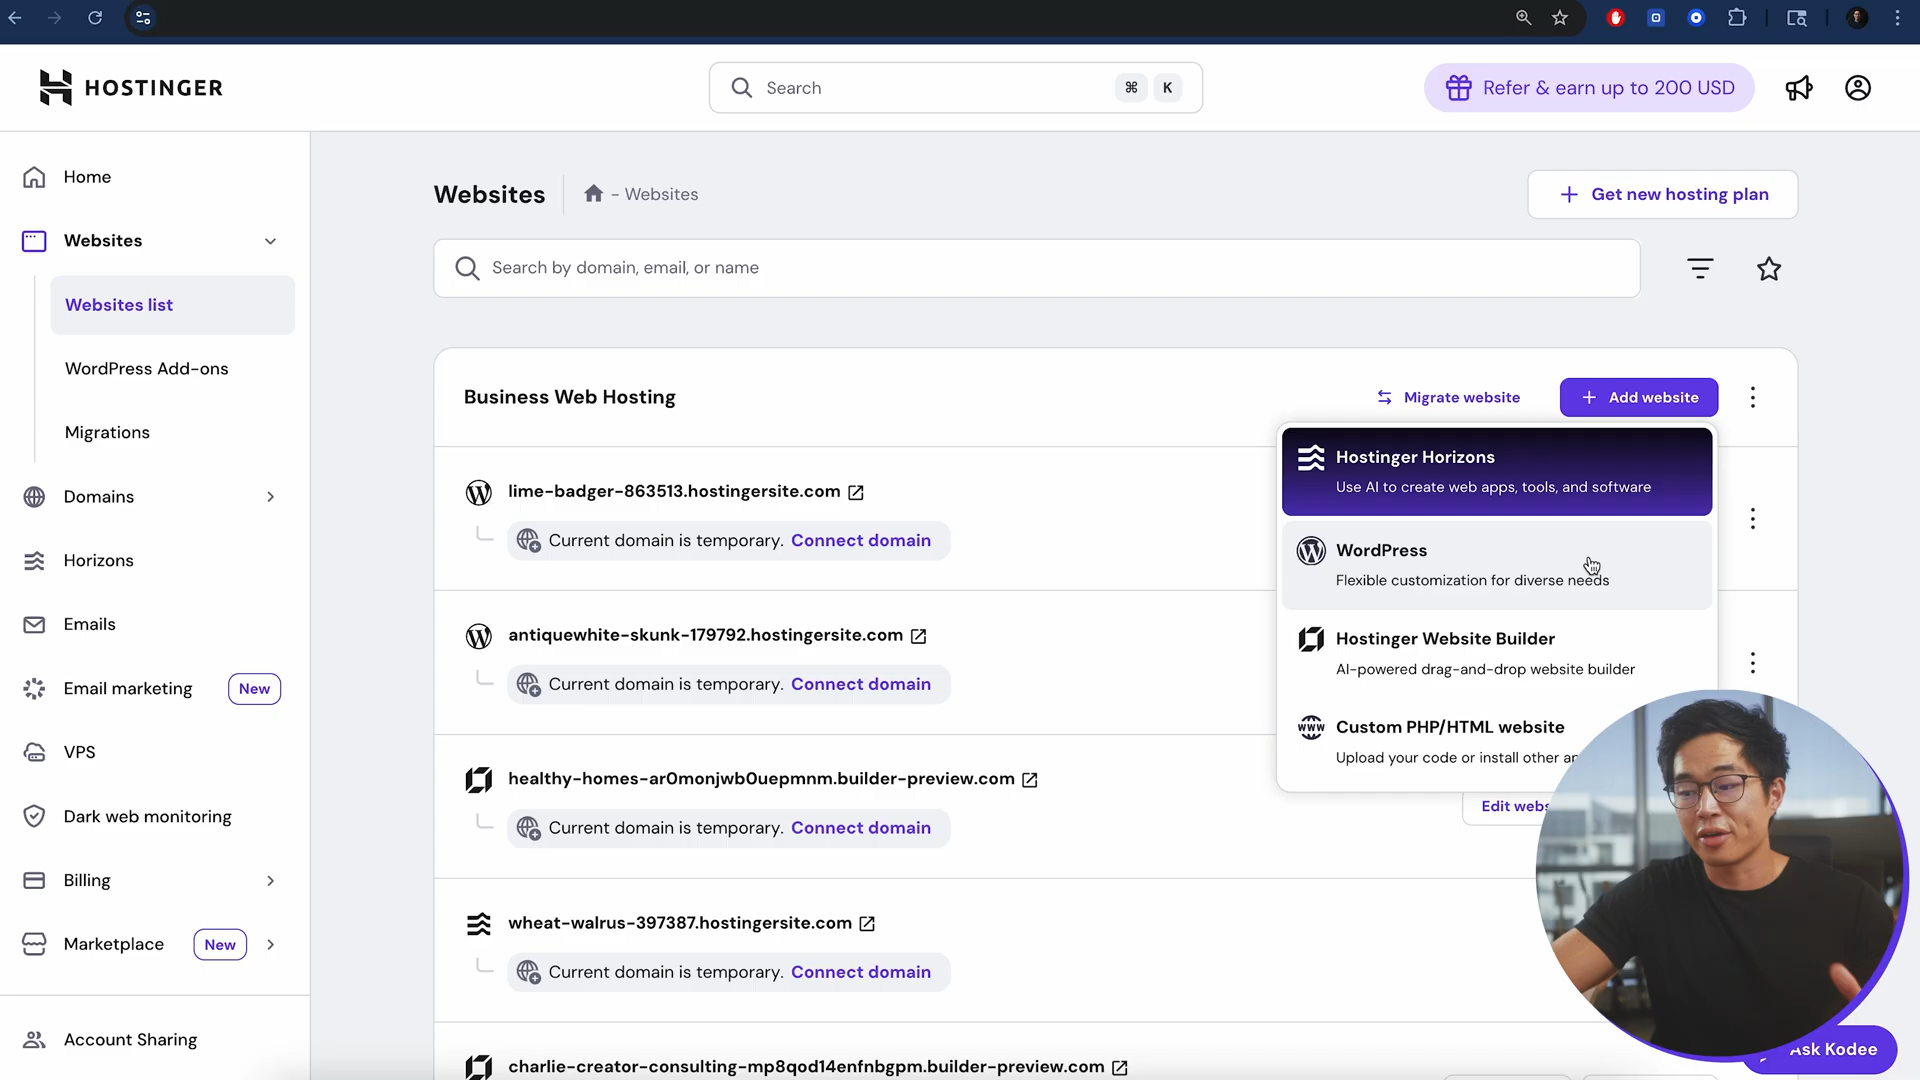 HOSTINGER
Search
⌘ K
Refer & earn up to 200 USD
Home
Websites
Websites list
WordPress Add-ons
Migrations
Domains
Horizons
Emails
Email marketing New
VPS
Dark web monitoring
Billing
Marketplace New
Account Sharing
Websites
- Websites
+ Get new hosting plan
Search by domain, email, or name
Business Web Hosting
Migrate website
+ Add website
Hostinger Horizons
Use AI to create web apps, tools, and software
WordPress
Flexible customization for diverse needs
Hostinger Website Builder
AI-powered drag-and-drop website builder
Custom PHP/HTML website
Upload your code or install other
lime-badger-863513.hostingersite.com
Current domain is temporary. Connect domain
antiquewhite-skunk-179792.hostingersite.com
Current domain is temporary. Connect domain
healthy-homes-ar0monjwb0uepmnm.builder-preview.com
Current domain is temporary. Connect domain
Edit
wheat-walrus-397387.hostingersite.com
Current domain is temporary. Connect domain
charlie-creator-consulting-mp8qod14enfnbgpm.builder-preview.com
Ask Kodee